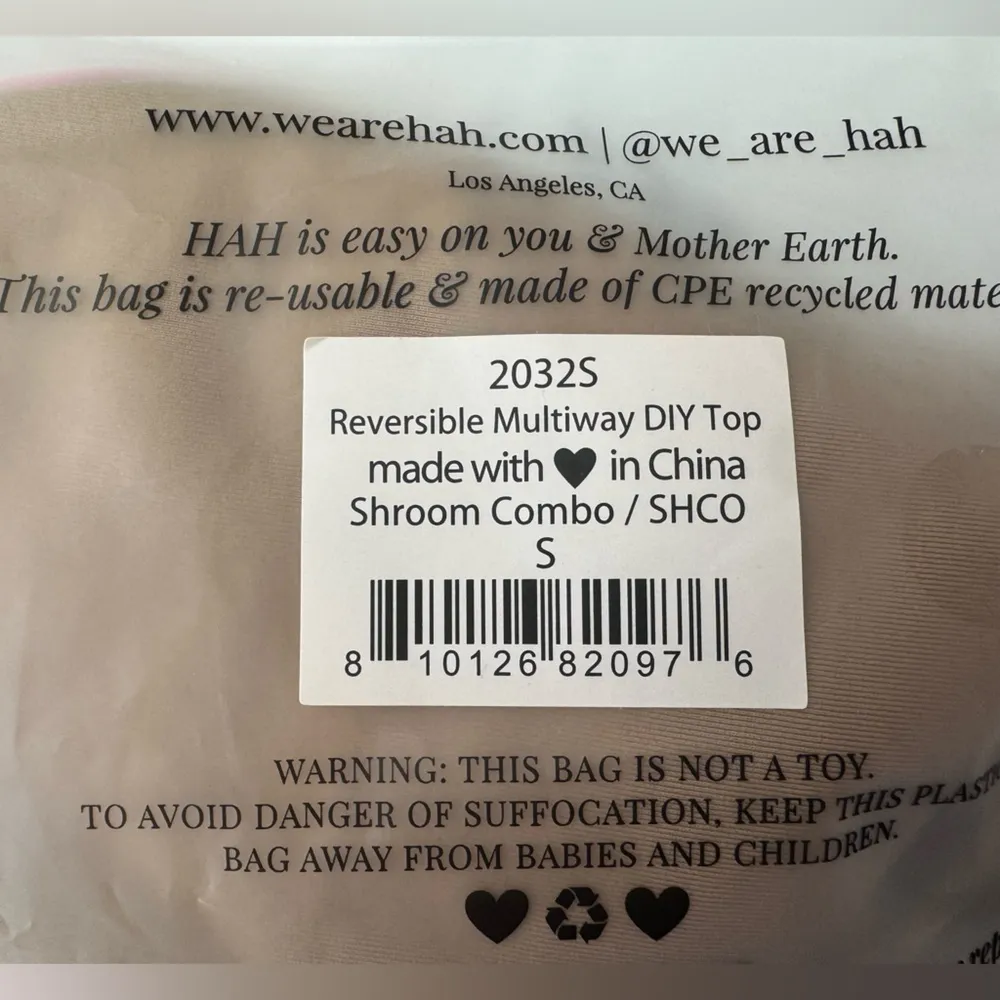 www.wearehah.com | @we_are_hah
Los Angeles, CA
HAH is easy on you & Mother Earth.
This bag is re-usable & made of CPE recycled mate
2032S
Reversible Multiway DIY Top
made with ♥ in China
Shroom Combo / SHCO
S
8 10126 82097 6
WARNING: THIS BAG IS NOT A TOY.
TO AVOID DANGER OF SUFFOCATION, KEEP THIS PLAST
BAG AWAY FROM BABIES AND CHILDREN.